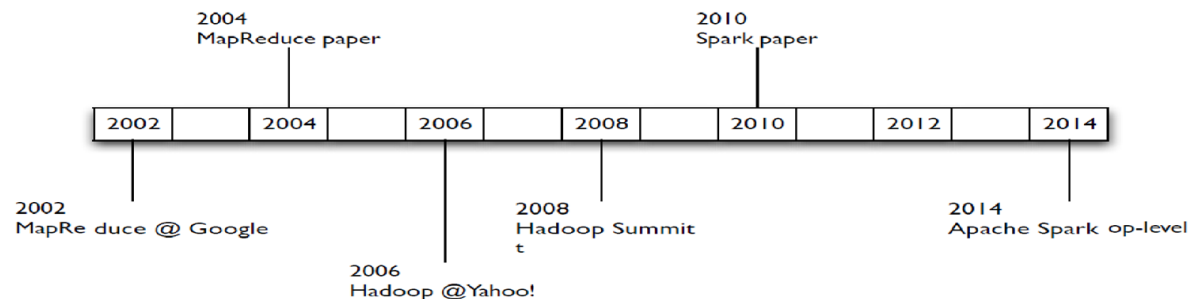 2004
MapReduce paper
2010
Spark paper
2002 2004 2006 2008 2010 2012 2014
2002
MapRe duce @ Google
2008
Hadoop Summit
t
2014
Apache Spark op-level
2006
Hadoop @Yahoo!